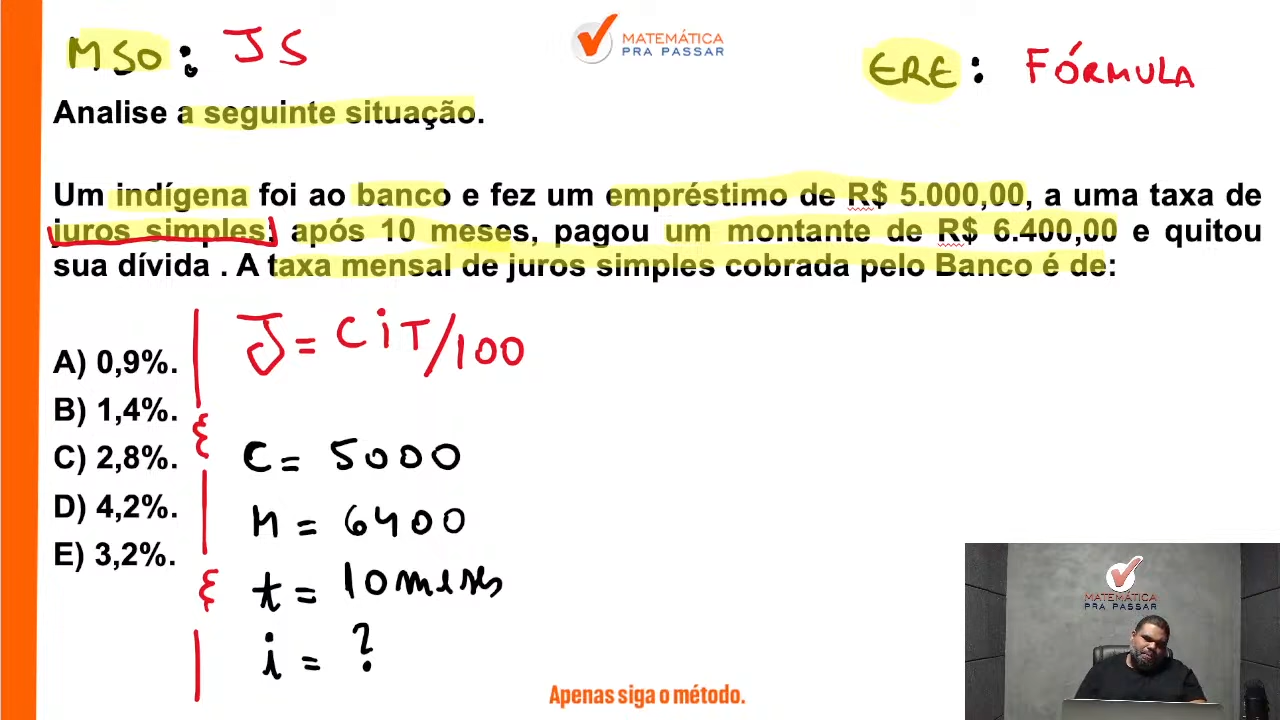 MSO: JS
MATEMÁTICA
PRA PASSAR
ERE: FÓRMULA
Analise a seguinte situação.
Um indígena foi ao banco e fez um empréstimo de R$ 5.000,00, a uma taxa de
juros simples; após 10 meses, pagou um montante de R$ 6.400,00 e quitou
sua dívida . A taxa mensal de juros simples cobrada pelo Banco é de:
A) 0,9%.
B) 1,4%.
C) 2,8%.
D) 4,2%.
E) 3,2%.
J = CiT/100
C = 5000
M = 6400
t = 10 meses
i = ?
MATEMÁTICA
PRA PASSAR
Apenas siga o método.